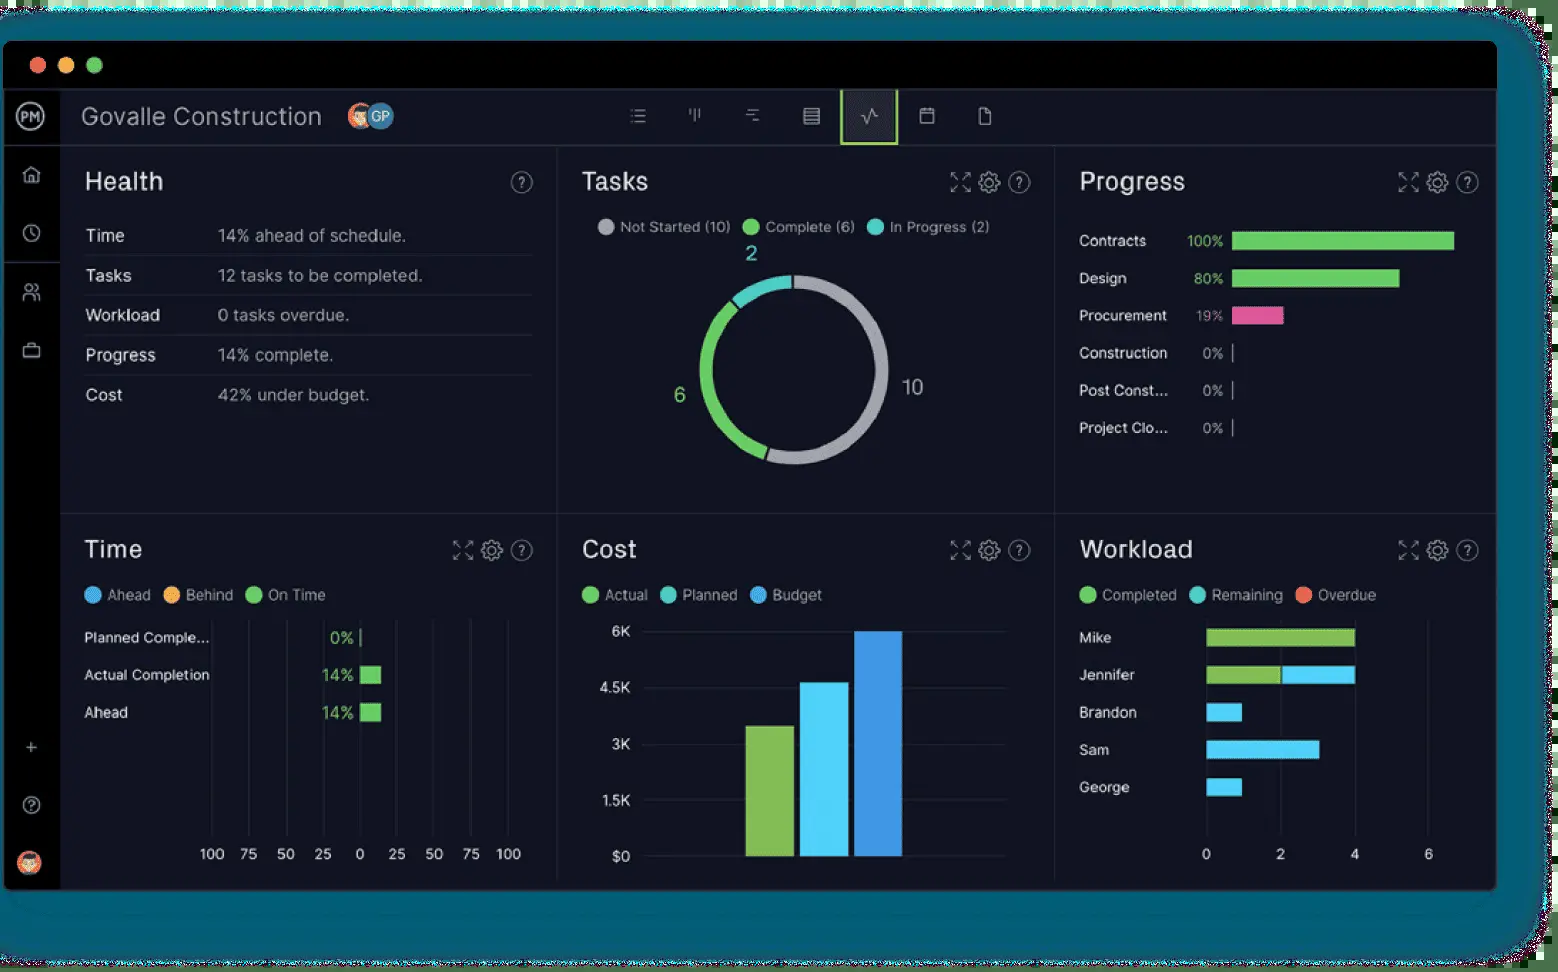 PM
Govalle Construction
GP
Health
Time 14% ahead of schedule.
Tasks 12 tasks to be completed.
Workload 0 tasks overdue.
Progress 14% complete.
Cost 42% under budget.
Tasks
Not Started (10) Complete (6) In Progress (2)
2
6
10
Progress
Contracts 100%
Design 80%
Procurement 19%
Construction 0%
Post Const... 0%
Project Clo... 0%
Time
Ahead Behind On Time
Planned Comple... 0%
Actual Completion 14%
Ahead 14%
100 75 50 25 0 25 50 75 100
Cost
Actual Planned Budget
6K
4.5K
3K
1.5K
$0
Workload
Completed Remaining Overdue
Mike
Jennifer
Brandon
Sam
George
0 2 4 6